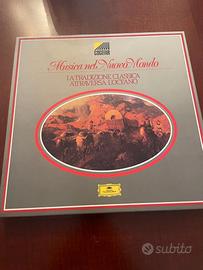 Musica nel Nuovo Mondo
LA TRADIZIONE CLASSICA
ATTRAVERSA L'OCEANO
subito